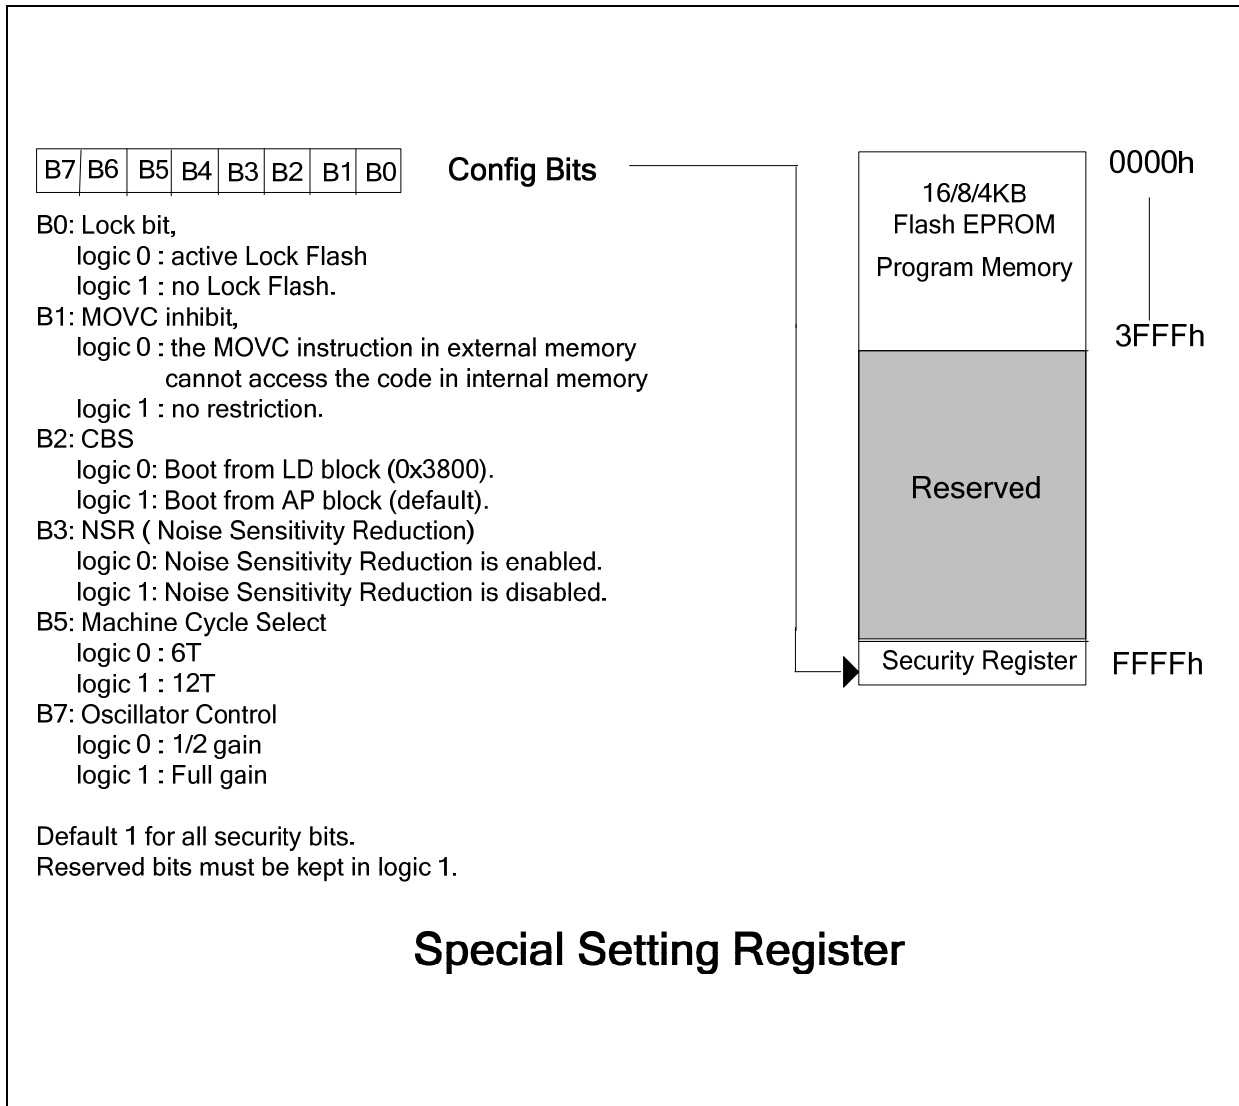 B7 B6 B5 B4 B3 B2 B1 B0
Config Bits
B0: Lock bit,
logic 0 : active Lock Flash
logic 1 : no Lock Flash.
B1: MOVC inhibit,
logic 0 : the MOVC instruction in external memory
cannot access the code in internal memory
logic 1 : no restriction.
B2: CBS
logic 0: Boot from LD block (0x3800).
logic 1: Boot from AP block (default).
B3: NSR ( Noise Sensitivity Reduction)
logic 0: Noise Sensitivity Reduction is enabled.
logic 1: Noise Sensitivity Reduction is disabled.
B5: Machine Cycle Select
logic 0 : 6T
logic 1 : 12T
B7: Oscillator Control
logic 0 : 1/2 gain
logic 1 : Full gain
Default 1 for all security bits.
Reserved bits must be kept in logic 1.
16/8/4KB
Flash EPROM
Program Memory
0000h
3FFFh
Reserved
Security Register
FFFFh
Special Setting Register